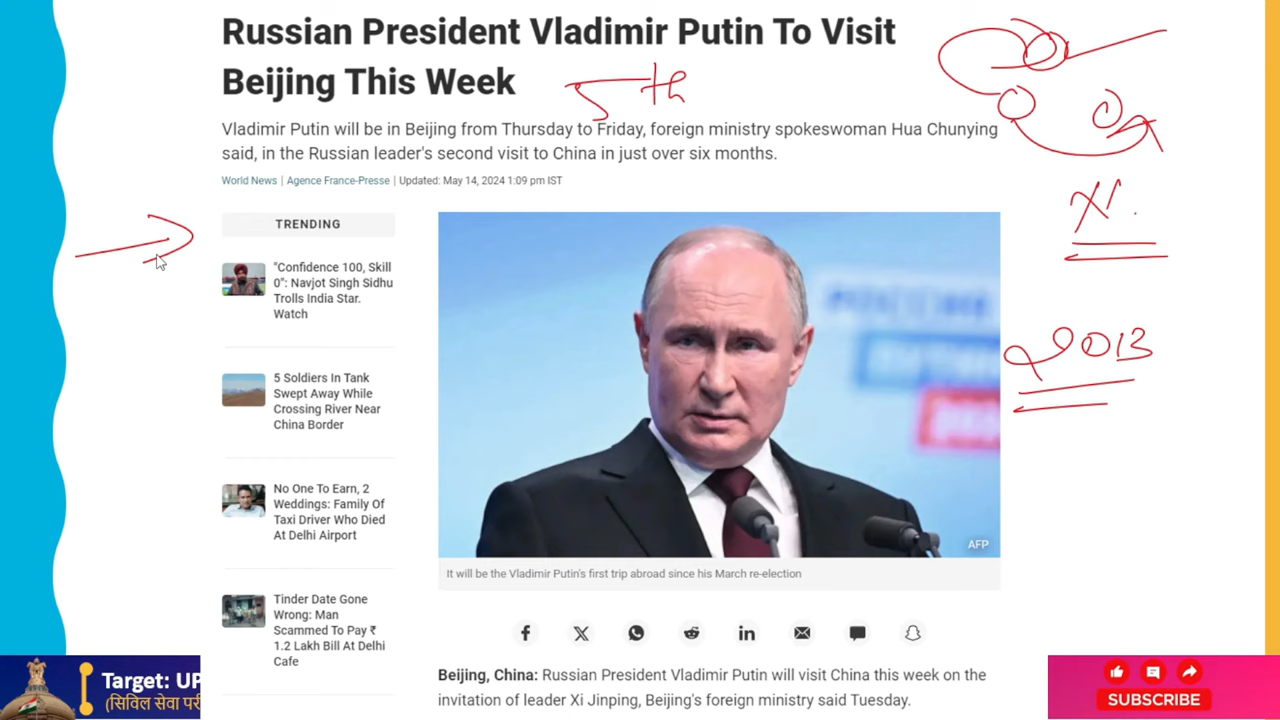 Russian President Vladimir Putin To Visit
Beijing This Week
5th
Vladimir Putin will be in Beijing from Thursday to Friday, foreign ministry spokeswoman Hua Chunying
said, in the Russian leader's second visit to China in just over six months.
World News | Agence France-Presse | Updated: May 14, 2024 1:09 pm IST
Xi.
2013
TRENDING
"Confidence 100, Skill
0": Navjot Singh Sidhu
Trolls India Star.
Watch
5 Soldiers In Tank
Swept Away While
Crossing River Near
China Border
No One To Earn, 2
Weddings: Family Of
Taxi Driver Who Died
At Delhi Airport
Tinder Date Gone
Wrong: Man
Scammed To Pay ₹
1.2 Lakh Bill At Delhi
Cafe
РОССИЯ
AFP
It will be the Vladimir Putin's first trip abroad since his March re-election
Beijing, China: Russian President Vladimir Putin will visit China this week on the
invitation of leader Xi Jinping, Beijing's foreign ministry said Tuesday.
Target: UP
(सिविल सेवा परी
SUBSCRIBE